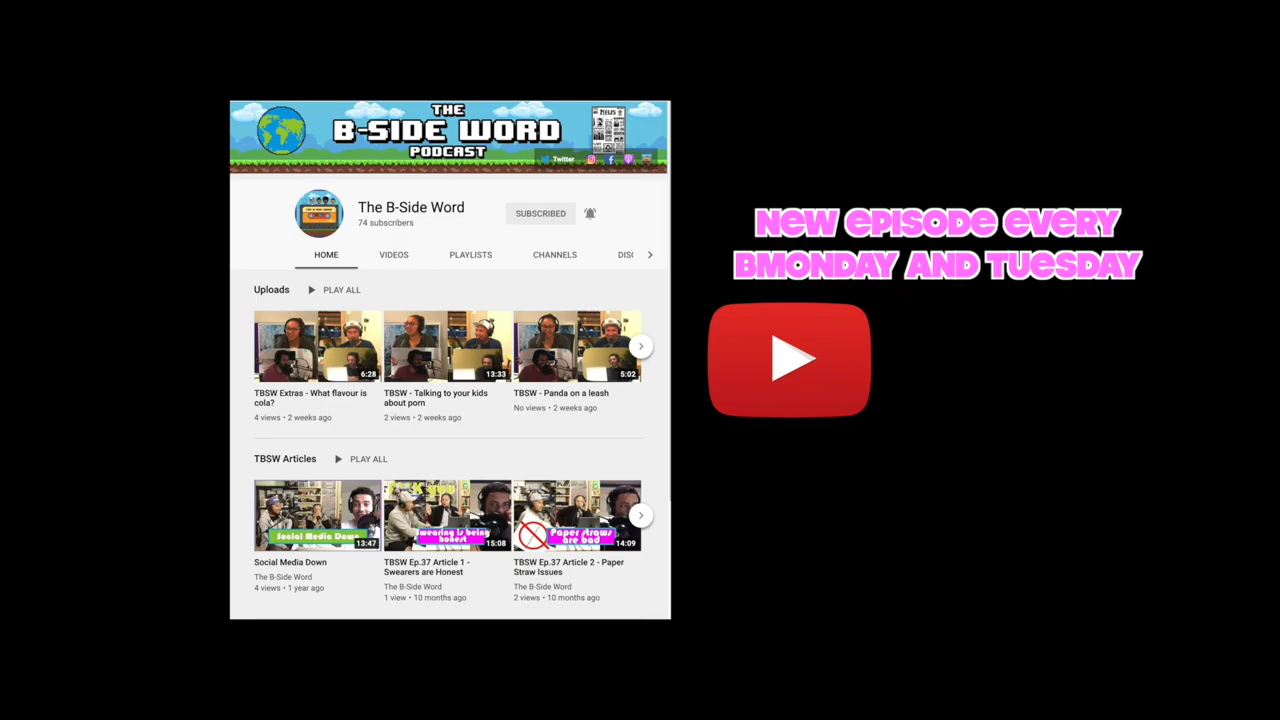 THE
B-SIDE WORD
PODCAST
NEWS
Twitter
The B-Side Word
74 subscribers
SUBSCRIBED
HOME VIDEOS PLAYLISTS CHANNELS DISC
Uploads PLAY ALL
6:28 13:33 5:02
TBSW Extras - What flavour is
cola?
4 views • 2 weeks ago
TBSW - Talking to your kids
about porn
2 views • 2 weeks ago
TBSW - Panda on a leash
No views • 2 weeks ago
TBSW Articles PLAY ALL
Social Media Down
13:47
Swearing is being
honest
15:08
Paper straws
are bad
14:09
Social Media Down
The B-Side Word
4 views • 1 year ago
TBSW Ep.37 Article 1 -
Swearers are Honest
The B-Side Word
1 view • 10 months ago
TBSW Ep.37 Article 2 - Paper
Straw Issues
The B-Side Word
2 views • 10 months ago
New episode every
BMonday and Tuesday